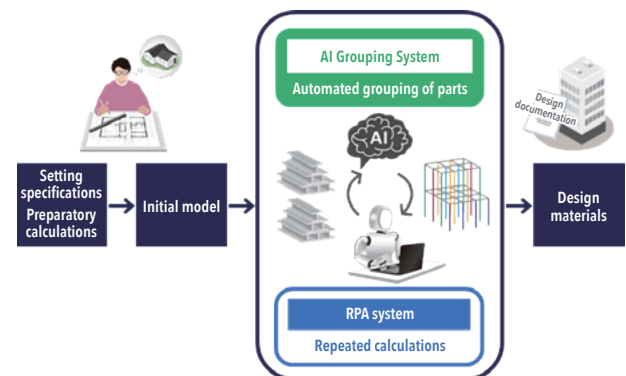 AI Grouping System
Automated grouping of parts
Design
documentation
AI
Setting
specifications
Preparatory
calculations
Initial model
Design
materials
RPA system
Repeated calculations